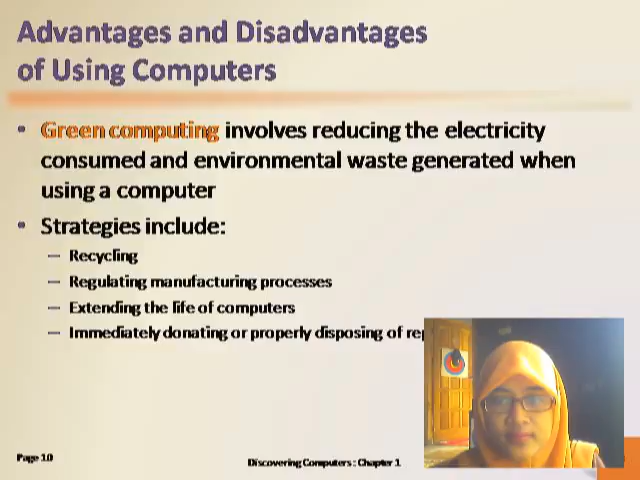 Advantages and Disadvantages
of Using Computers
• Green computing involves reducing the electricity
consumed and environmental waste generated when
using a computer
• Strategies include:
– Recycling
– Regulating manufacturing processes
– Extending the life of computers
– Immediately donating or properly disposing of
Page 10
Discovering Computers : Chapter 1